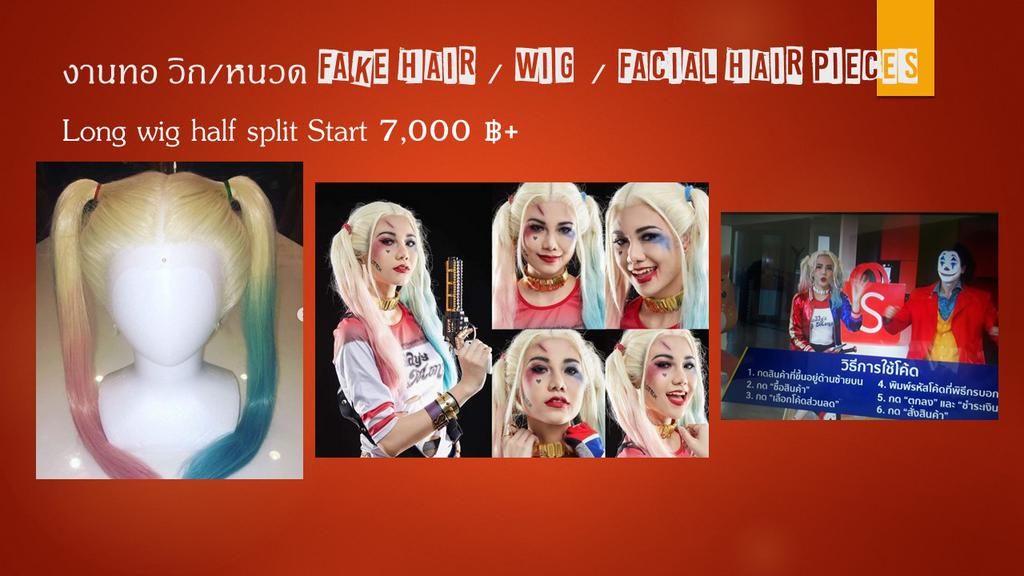 งานทอ วิก/หนวด FAKE HAIR / WIG / FACIAL HAIR PIECES
Long wig half split Start 7,000 ฿+
S
วิธีการใช้โค้ด
1. กดสินค้าที่ขึ้นอยู่ด้านซ้ายบน
2. กด "ซื้อสินค้า"
3. กด "เลือกโค้ดส่วนลด"
4. พิมพ์รหัสโค้ดที่พิธีกรบอก
5. กด "ตกลง" และ "ชำระเงิน
6. กด "สั่งสินค้า"